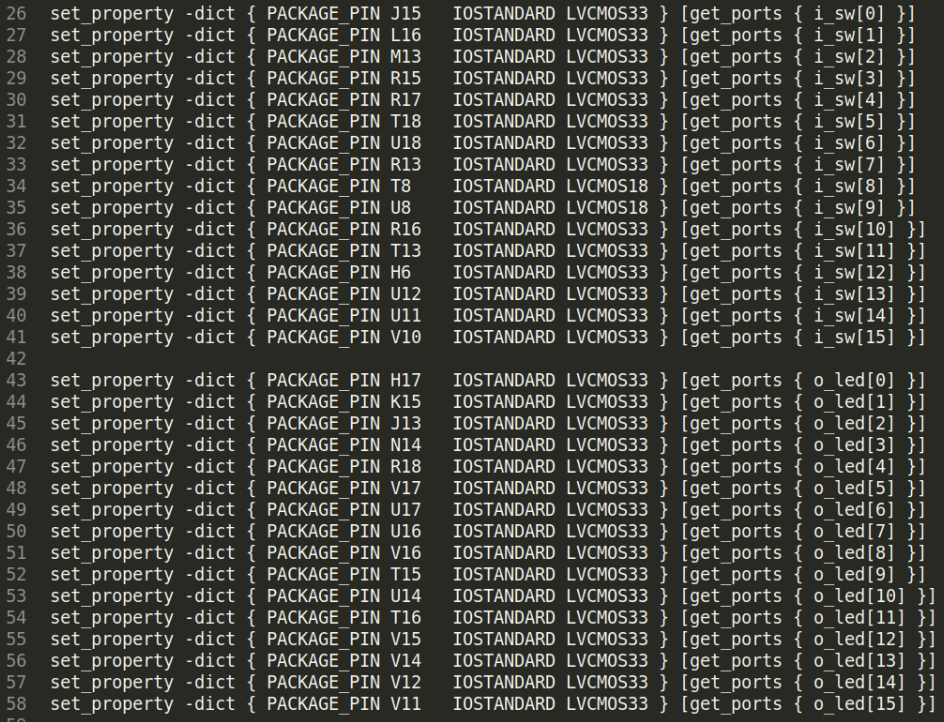 26 set_property -dict { PACKAGE_PIN J15   IOSTANDARD LVCMOS33 } [get_ports { i_sw[0] }]
27 set_property -dict { PACKAGE_PIN L16   IOSTANDARD LVCMOS33 } [get_ports { i_sw[1] }]
28 set_property -dict { PACKAGE_PIN M13   IOSTANDARD LVCMOS33 } [get_ports { i_sw[2] }]
29 set_property -dict { PACKAGE_PIN R15   IOSTANDARD LVCMOS33 } [get_ports { i_sw[3] }]
30 set_property -dict { PACKAGE_PIN R17   IOSTANDARD LVCMOS33 } [get_ports { i_sw[4] }]
31 set_property -dict { PACKAGE_PIN T18   IOSTANDARD LVCMOS33 } [get_ports { i_sw[5] }]
32 set_property -dict { PACKAGE_PIN U18   IOSTANDARD LVCMOS33 } [get_ports { i_sw[6] }]
33 set_property -dict { PACKAGE_PIN R13   IOSTANDARD LVCMOS33 } [get_ports { i_sw[7] }]
34 set_property -dict { PACKAGE_PIN T8    IOSTANDARD LVCMOS18 } [get_ports { i_sw[8] }]
35 set_property -dict { PACKAGE_PIN U8    IOSTANDARD LVCMOS18 } [get_ports { i_sw[9] }]
36 set_property -dict { PACKAGE_PIN R16   IOSTANDARD LVCMOS33 } [get_ports { i_sw[10] }]
37 set_property -dict { PACKAGE_PIN T13   IOSTANDARD LVCMOS33 } [get_ports { i_sw[11] }]
38 set_property -dict { PACKAGE_PIN H6    IOSTANDARD LVCMOS33 } [get_ports { i_sw[12] }]
39 set_property -dict { PACKAGE_PIN U12   IOSTANDARD LVCMOS33 } [get_ports { i_sw[13] }]
40 set_property -dict { PACKAGE_PIN U11   IOSTANDARD LVCMOS33 } [get_ports { i_sw[14] }]
41 set_property -dict { PACKAGE_PIN V10   IOSTANDARD LVCMOS33 } [get_ports { i_sw[15] }]
42
43 set_property -dict { PACKAGE_PIN H17   IOSTANDARD LVCMOS33 } [get_ports { o_led[0] }]
44 set_property -dict { PACKAGE_PIN K15   IOSTANDARD LVCMOS33 } [get_ports { o_led[1] }]
45 set_property -dict { PACKAGE_PIN J13   IOSTANDARD LVCMOS33 } [get_ports { o_led[2] }]
46 set_property -dict { PACKAGE_PIN N14   IOSTANDARD LVCMOS33 } [get_ports { o_led[3] }]
47 set_property -dict { PACKAGE_PIN R18   IOSTANDARD LVCMOS33 } [get_ports { o_led[4] }]
48 set_property -dict { PACKAGE_PIN V17   IOSTANDARD LVCMOS33 } [get_ports { o_led[5] }]
49 set_property -dict { PACKAGE_PIN U17   IOSTANDARD LVCMOS33 } [get_ports { o_led[6] }]
50 set_property -dict { PACKAGE_PIN U16   IOSTANDARD LVCMOS33 } [get_ports { o_led[7] }]
51 set_property -dict { PACKAGE_PIN V16   IOSTANDARD LVCMOS33 } [get_ports { o_led[8] }]
52 set_property -dict { PACKAGE_PIN T15   IOSTANDARD LVCMOS33 } [get_ports { o_led[9] }]
53 set_property -dict { PACKAGE_PIN U14   IOSTANDARD LVCMOS33 } [get_ports { o_led[10] }]
54 set_property -dict { PACKAGE_PIN T16   IOSTANDARD LVCMOS33 } [get_ports { o_led[11] }]
55 set_property -dict { PACKAGE_PIN V15   IOSTANDARD LVCMOS33 } [get_ports { o_led[12] }]
56 set_property -dict { PACKAGE_PIN V14   IOSTANDARD LVCMOS33 } [get_ports { o_led[13] }]
57 set_property -dict { PACKAGE_PIN V12   IOSTANDARD LVCMOS33 } [get_ports { o_led[14] }]
58 set_property -dict { PACKAGE_PIN V11   IOSTANDARD LVCMOS33 } [get_ports { o_led[15] }]